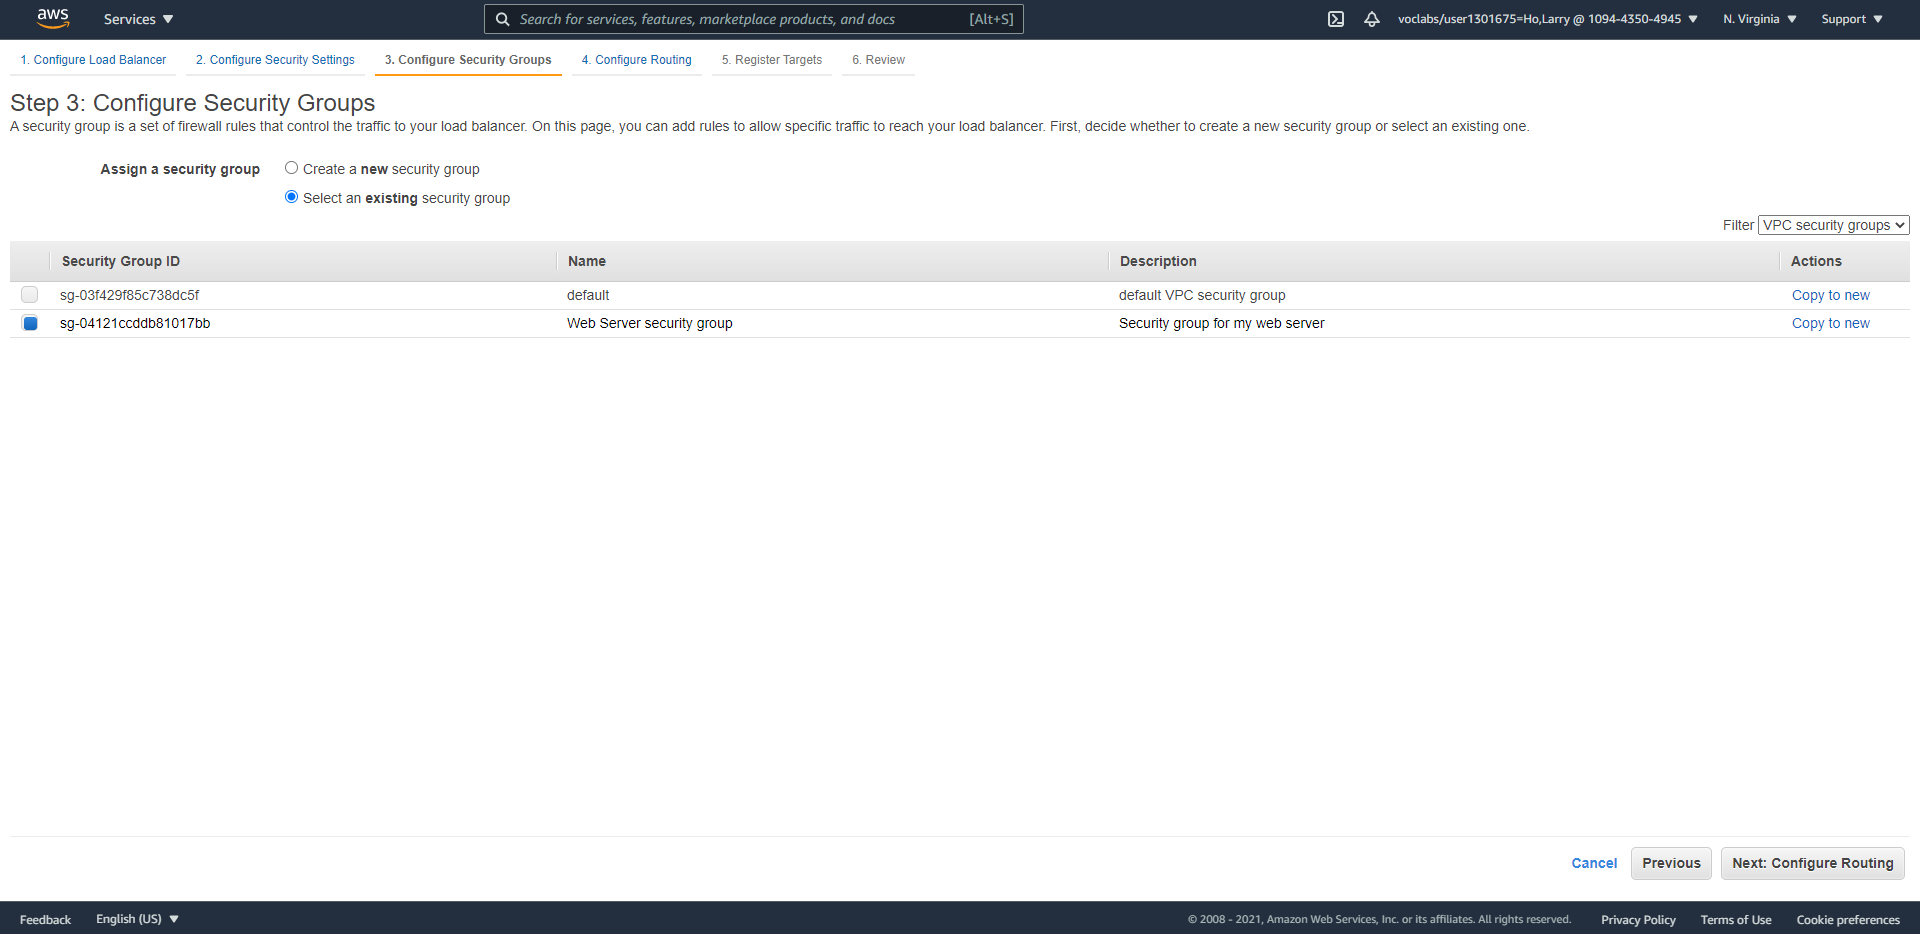 aws Services Search for services, features, marketplace products, and docs [Alt+S] voclabs/user1301675=Ho,Larry @ 1094-4350-4945 N. Virginia Support
1. Configure Load Balancer 2. Configure Security Settings 3. Configure Security Groups 4. Configure Routing 5. Register Targets 6. Review
Step 3: Configure Security Groups
A security group is a set of firewall rules that control the traffic to your load balancer. On this page, you can add rules to allow specific traffic to reach your load balancer. First, decide whether to create a new security group or select an existing one.
Assign a security group Create a new security group
Select an existing security group
Filter VPC security groups
Security Group ID Name Description Actions
sg-03f429f85c738dc5f default default VPC security group Copy to new
sg-04121ccddb81017bb Web Server security group Security group for my web server Copy to new
Cancel Previous Next: Configure Routing
Feedback English (US) © 2008 - 2021, Amazon Web Services, Inc. or its affiliates. All rights reserved. Privacy Policy Terms of Use Cookie preferences